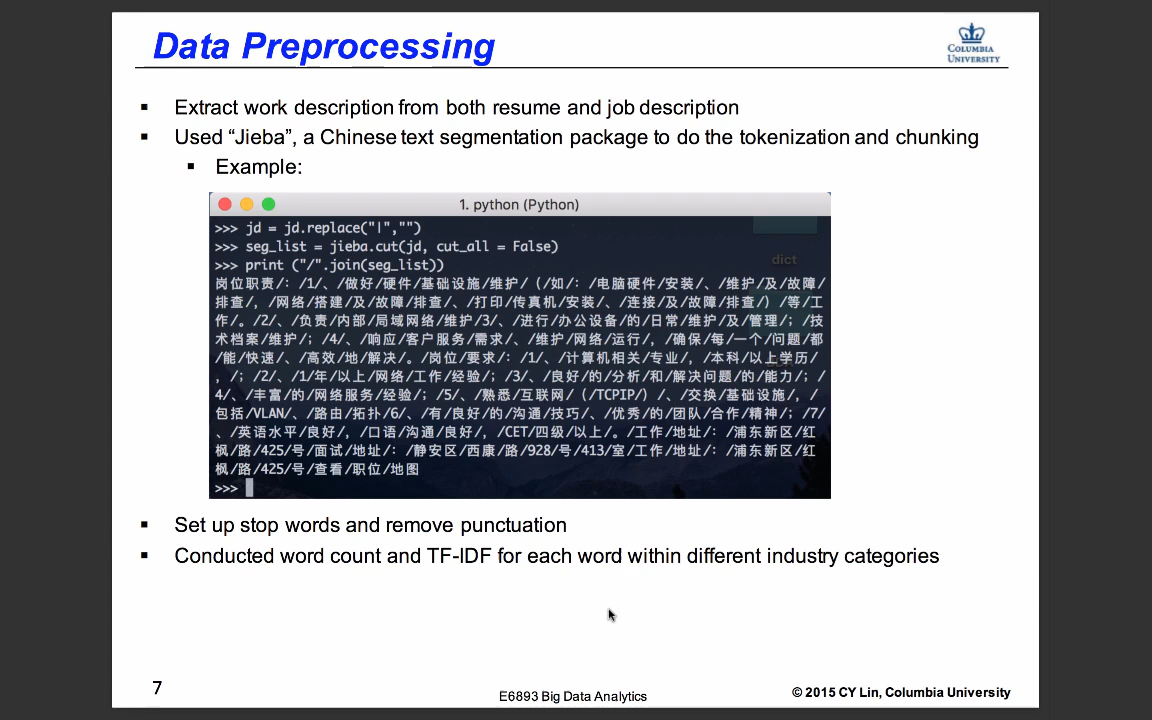 Data Preprocessing
COLUMBIA
UNIVERSITY
Extract work description from both resume and job description
Used “Jieba”, a Chinese text segmentation package to do the tokenization and chunking
Example:
1. python (Python)
>>> jd = jd.replace("|","")
>>> seg_list = jieba.cut(jd, cut_all = False)
dict
>>> print ("/".join(seg_list))
岗位职责/：/1/、/做好/硬件/基础设施/维护/（/如/：/电脑硬件/安装/、/维护/及/故障/
排查/，/网络/搭建/及/故障/排查/、/打印/传真机/安装/、/连接/及/故障/排查/）/等/工
作/。/2/、/负责/内部/局域网络/维护/3/、/进行/办公设备/的/日常/维护/及/管理/；/技
术档案/维护/；/4/、/响应/客户服务/需求/、/维护/网络/运行/，/确保/每/一个/问题/都
/能/快速/、/高效/地/解决/。/岗位/要求/：/1/、/计算机相关/专业/，/本科/以上学历/
，/；/2/、/1/年/以上/网络/工作/经验/；/3/、/良好/的/分析/和/解决问题/的/能力/；/
4/、/丰富/的/网络服务/经验/；/5/、/熟悉/互联网/（/TCPIP/）/、/交换/基础设施/，/
包括/VLAN/、/路由/拓扑/6/、/有/良好/的/沟通/技巧/、/优秀/的/团队/合作/精神/；/7/
、/英语水平/良好/，/口语/沟通/良好/，/CET/四级/以上/。/工作/地址/：/浦东新区/红
枫/路/425/号/面试/地址/：/静安区/西康/路/928/号/413/室/工作/地址/：/浦东新区/红
枫/路/425/号/查看/职位/地图
>>>
Set up stop words and remove punctuation
Conducted word count and TF-IDF for each word within different industry categories
7
E6893 Big Data Analytics
© 2015 CY Lin, Columbia University